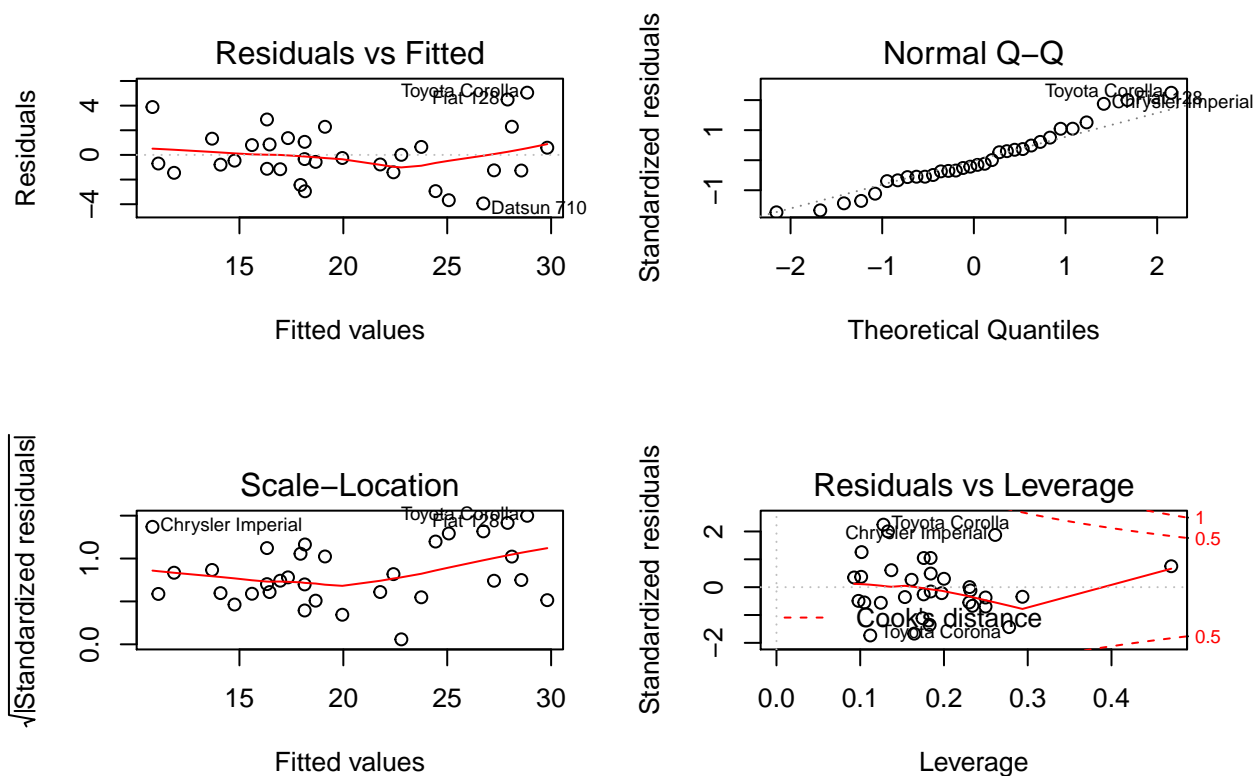 Residuals vs Fitted
Residuals
4
0
−4
Toyota Corolla
Fiat 128
Datsun 710
15 20 25 30
Fitted values
Normal Q−Q
Standardized residuals
1
−1
Toyota Corolla
Fiat 128
Chrysler Imperial
−2 −1 0 1 2
Theoretical Quantiles
Scale−Location
√|Standardized residuals|
1.0
0.0
Chrysler Imperial
Toyota Corolla
Fiat 128
15 20 25 30
Fitted values
Residuals vs Leverage
Standardized residuals
2
0
−2
Toyota Corolla
Chrysler Imperial
Cook's distance
Toyota Corona
1
0.5
0.5
0.0 0.1 0.2 0.3 0.4
Leverage